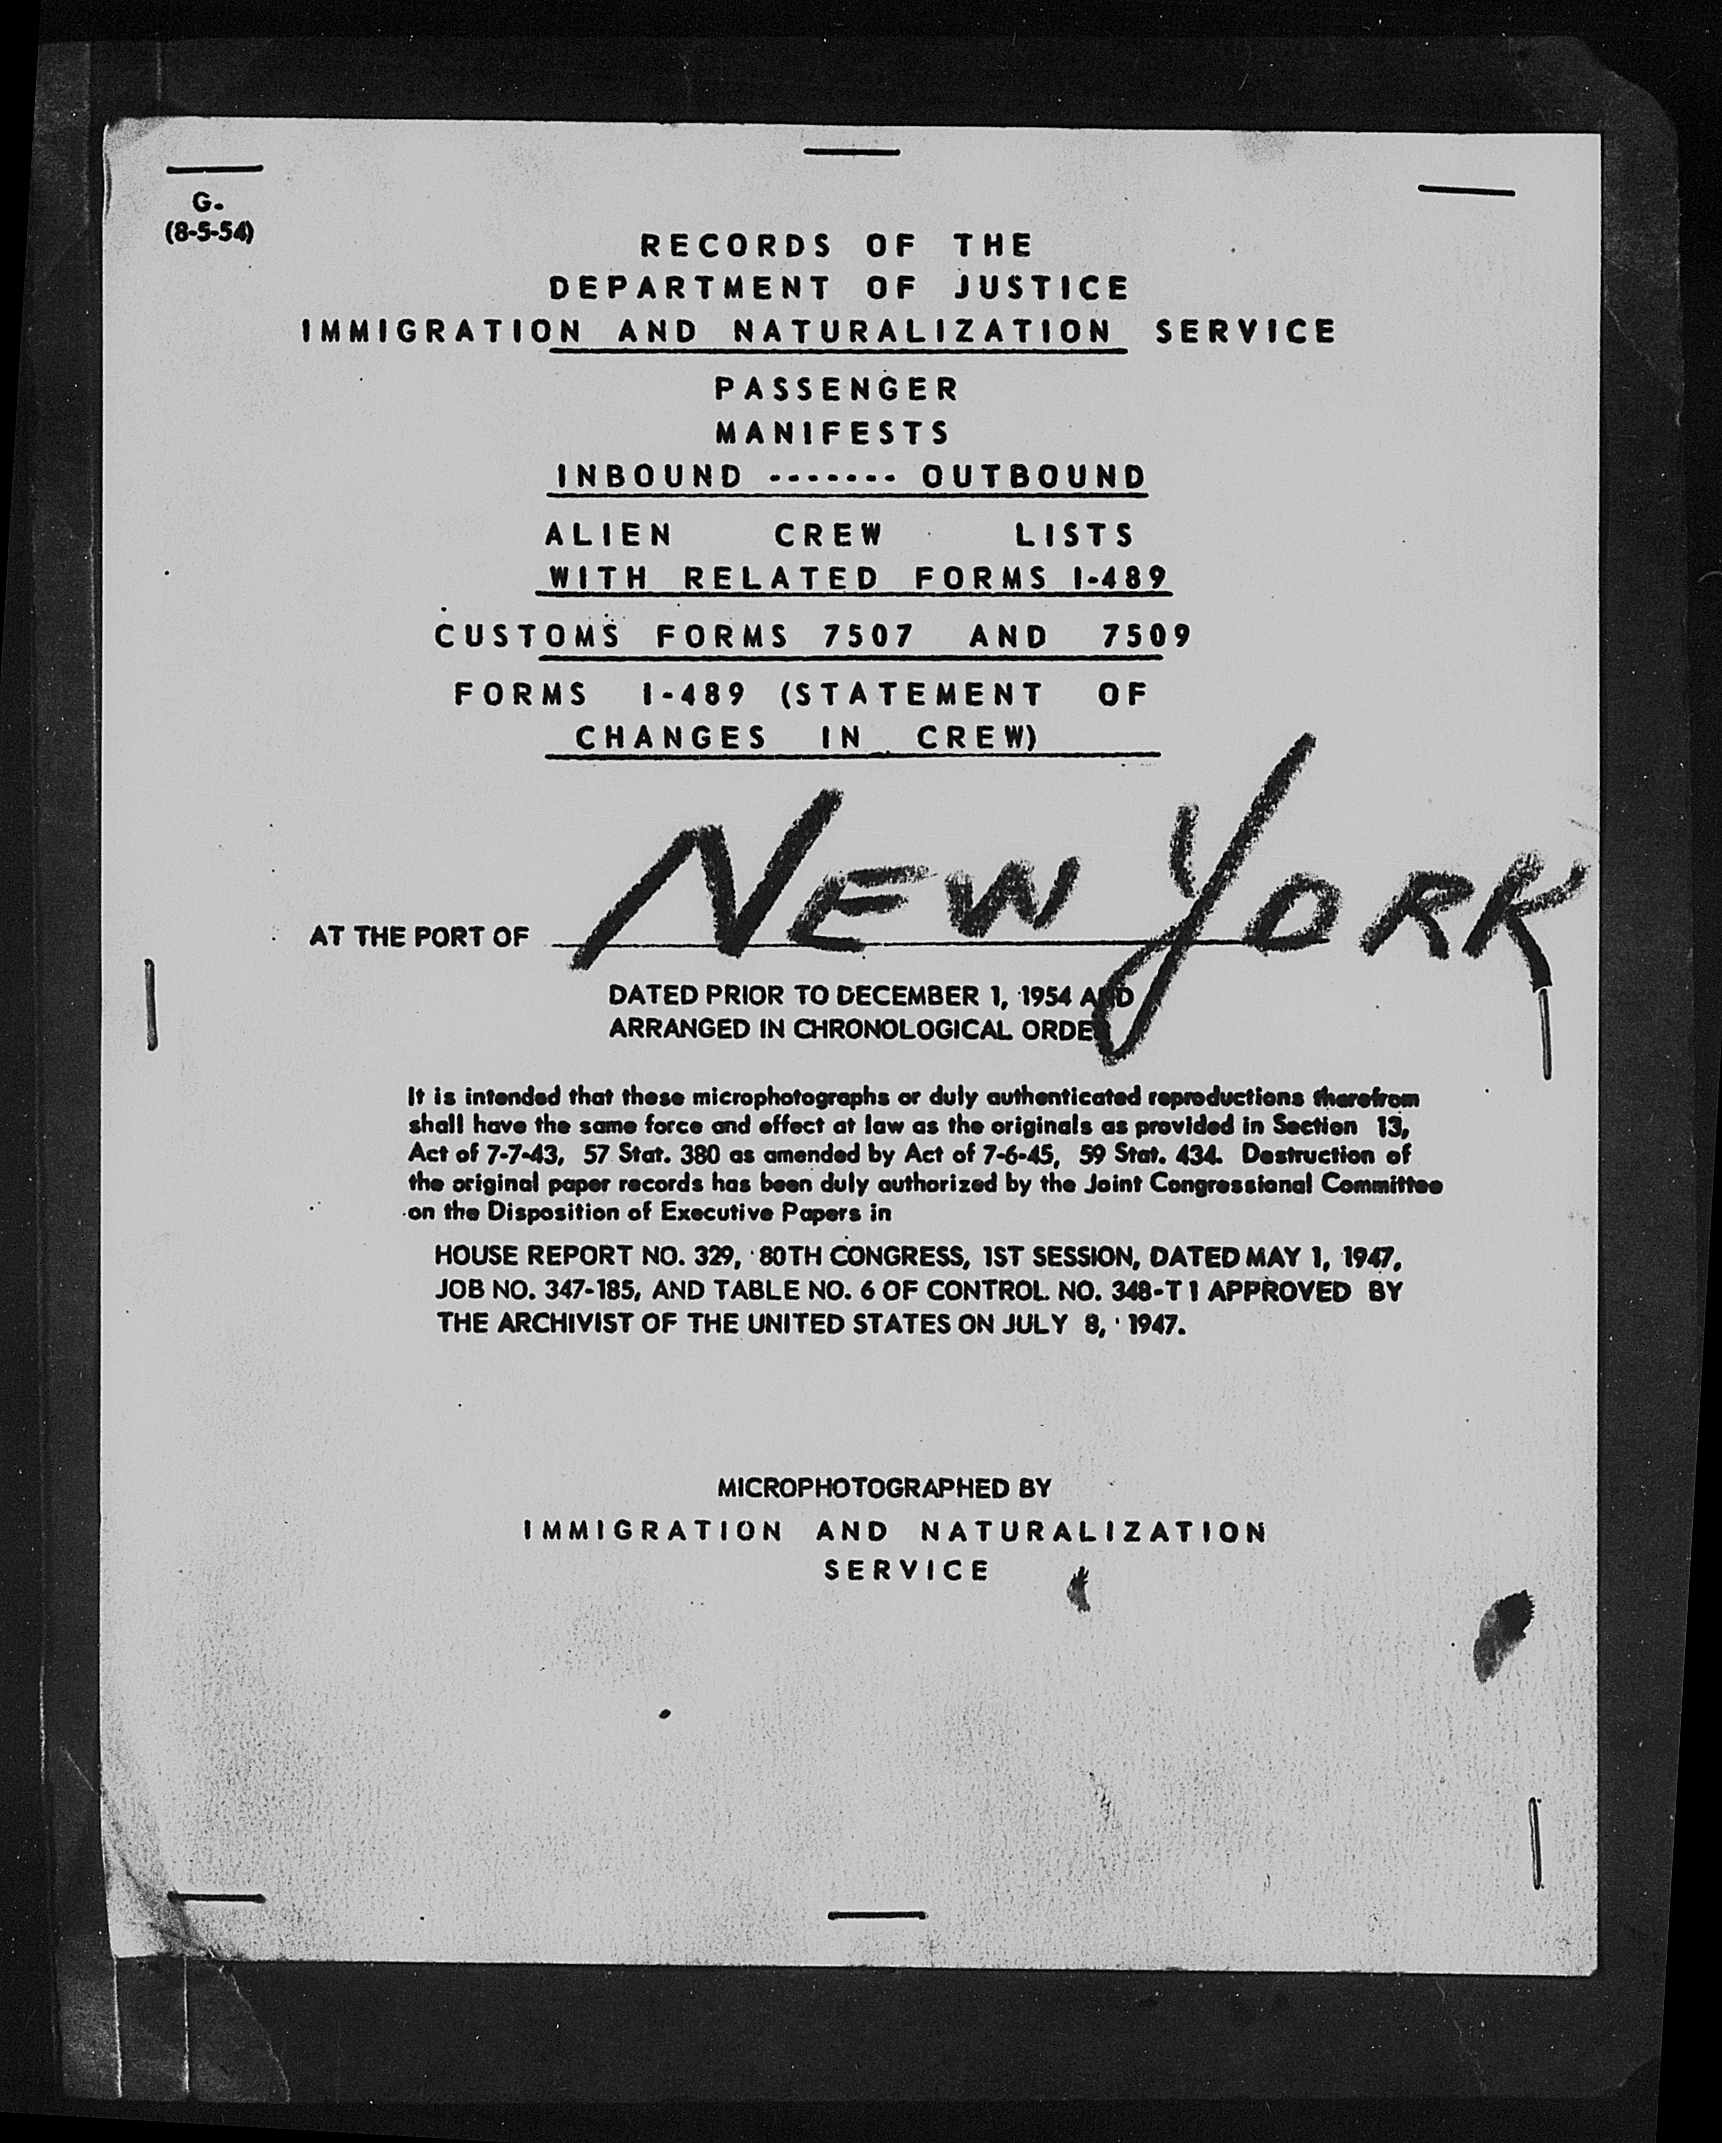 G.
(8-5-54)
RECORDS OF THE
DEPARTMENT OF JUSTICE
IMMIGRATION AND NATURALIZATION SERVICE
PASSENGER
MANIFESTS
INBOUND ------- OUTBOUND
ALIEN CREW LISTS
WITH RELATED FORMS I-489
CUSTOMS FORMS 7507 AND 7509
FORMS I-489 (STATEMENT OF
CHANGES IN CREW)
AT THE PORT OF NEW YORK
DATED PRIOR TO DECEMBER 1, 1954 AND
ARRANGED IN CHRONOLOGICAL ORDER
It is intended that these microphotographs or duly authenticated reproductions therefrom
shall have the same force and effect at law as the originals as provided in Section 13,
Act of 7-7-43, 57 Stat. 380 as amended by Act of 7-6-45, 59 Stat. 434. Destruction of
the original paper records has been duly authorized by the Joint Congressional Committee
on the Disposition of Executive Papers in
HOUSE REPORT NO. 329, 80TH CONGRESS, 1ST SESSION, DATED MAY 1, 1947,
JOB NO. 347-185, AND TABLE NO. 6 OF CONTROL NO. 348-T1 APPROVED BY
THE ARCHIVIST OF THE UNITED STATES ON JULY 8, 1947.
MICROPHOTOGRAPHED BY
IMMIGRATION AND NATURALIZATION
SERVICE